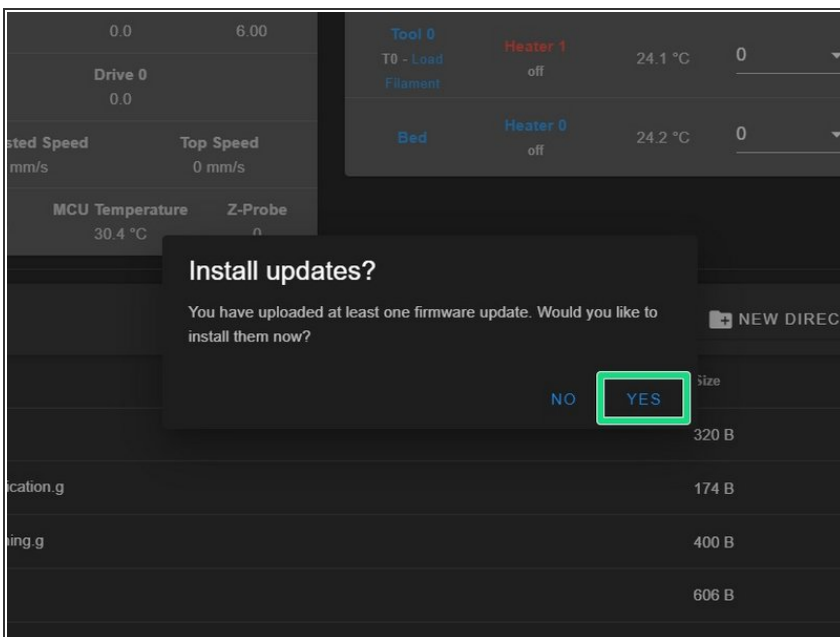 0.0 6.00
Drive 0
0.0
sted Speed Top Speed
mm/s 0 mm/s
MCU Temperature Z-Probe
30.4 °C 0
Tool 0
T0 - Load
Filament
Heater 1
off
24.1 °C 0
Bed
Heater 0
off
24.2 °C 0
Install updates?
You have uploaded at least one firmware update. Would you like to
install them now?
NO YES
NEW DIREC
Size
320 B
ication.g 174 B
ing.g 400 B
606 B